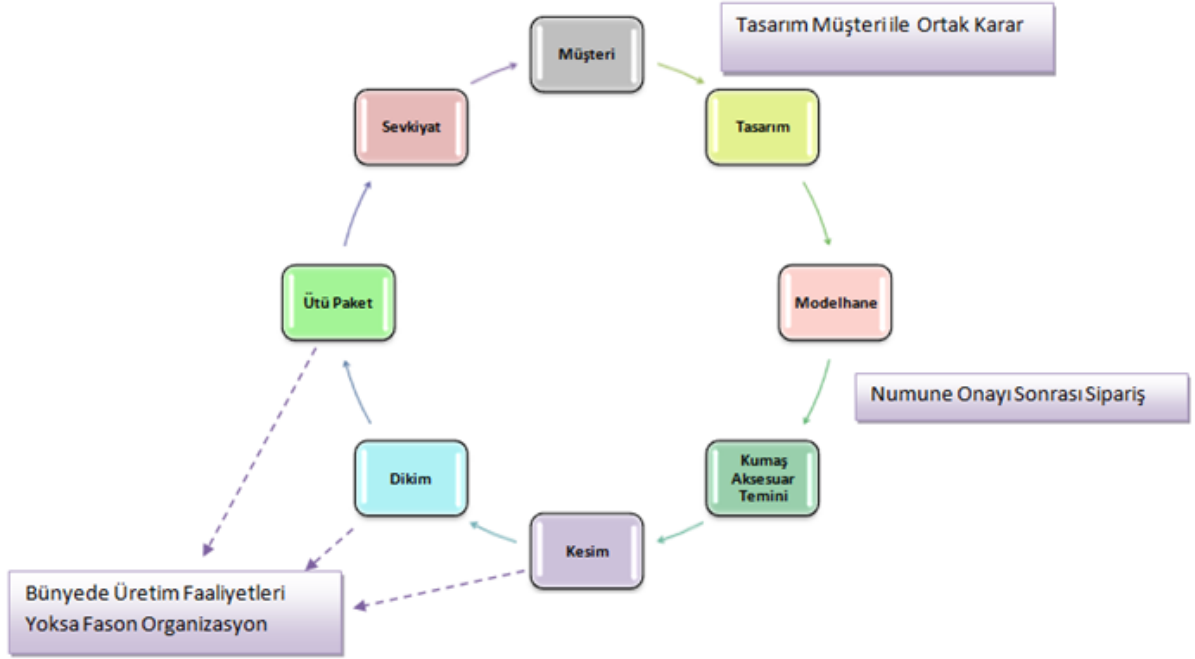 Müşteri
Tasarım Müşteri ile Ortak Karar
Tasarım
Modelhane
Numune Onayı Sonrası Sipariş
Kumaş
Aksesuar
Temini
Kesim
Dikim
Bünyede Üretim Faaliyetleri
Yoksa Fason Organizasyon
Ütü Paket
Sevkiyat